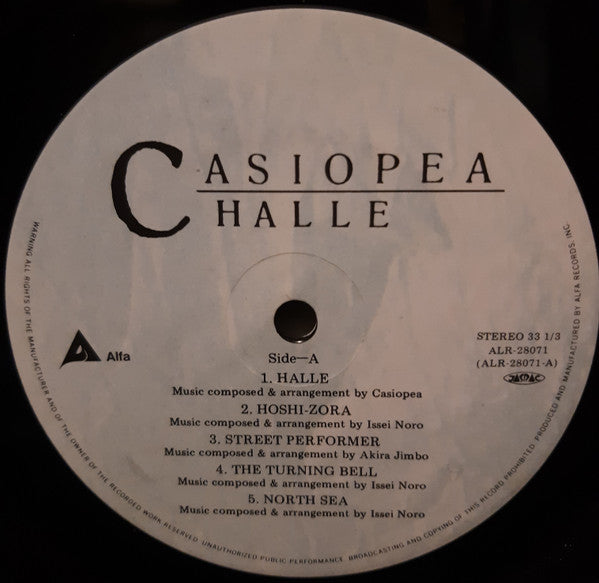 CASIOPEA
HALLE
Alfa
STEREO 33 1/3
ALR-28071
(ALR-28071-A)
JASRAC
Side—A
1. HALLE
Music composed & arrangement by Casiopea
2. HOSHI-ZORA
Music composed & arrangement by Issei Noro
3. STREET PERFORMER
Music composed & arrangement by Akira Jimbo
4. THE TURNING BELL
Music composed & arrangement by Issei Noro
5. NORTH SEA
Music composed & arrangement by Issei Noro
WARNING: ALL RIGHTS OF THE MANUFACTURER AND OF THE OWNER OF THE RECORDED WORK RESERVED. UNAUTHORIZED PUBLIC PERFORMANCE. BROADCASTING AND COPYING OF THIS RECORD PROHIBITED. PRODUCED AND MANUFACTURED BY ALFA RECORDS, INC.